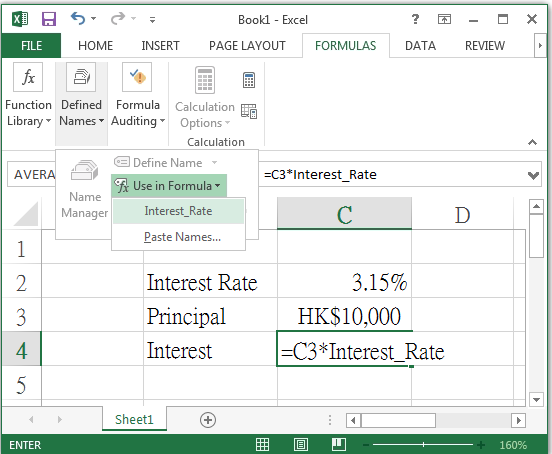 Book1 - Excel
FILE HOME INSERT PAGE LAYOUT FORMULAS DATA REVIEW
fx
Function Library
Defined Names
Formula Auditing
Calculation Options
Calculation
AVERA
=C3*Interest_Rate
Name Manager
Define Name
Use in Formula
Interest_Rate
Paste Names...
C D
1
2 Interest Rate 3.15%
3 Principal HK$10,000
4 Interest =C3*Interest_Rate
5
Sheet1
ENTER 160%